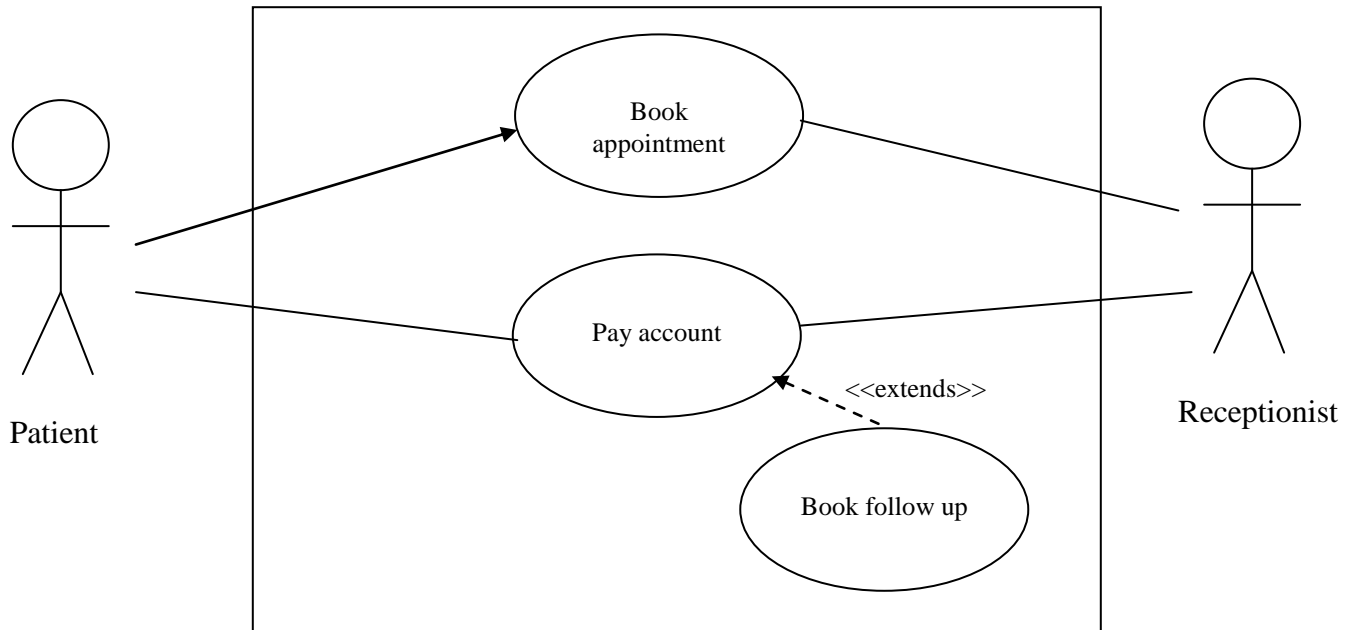 Book
appointment
Pay account
<<extends>>
Receptionist
Patient
Book follow up